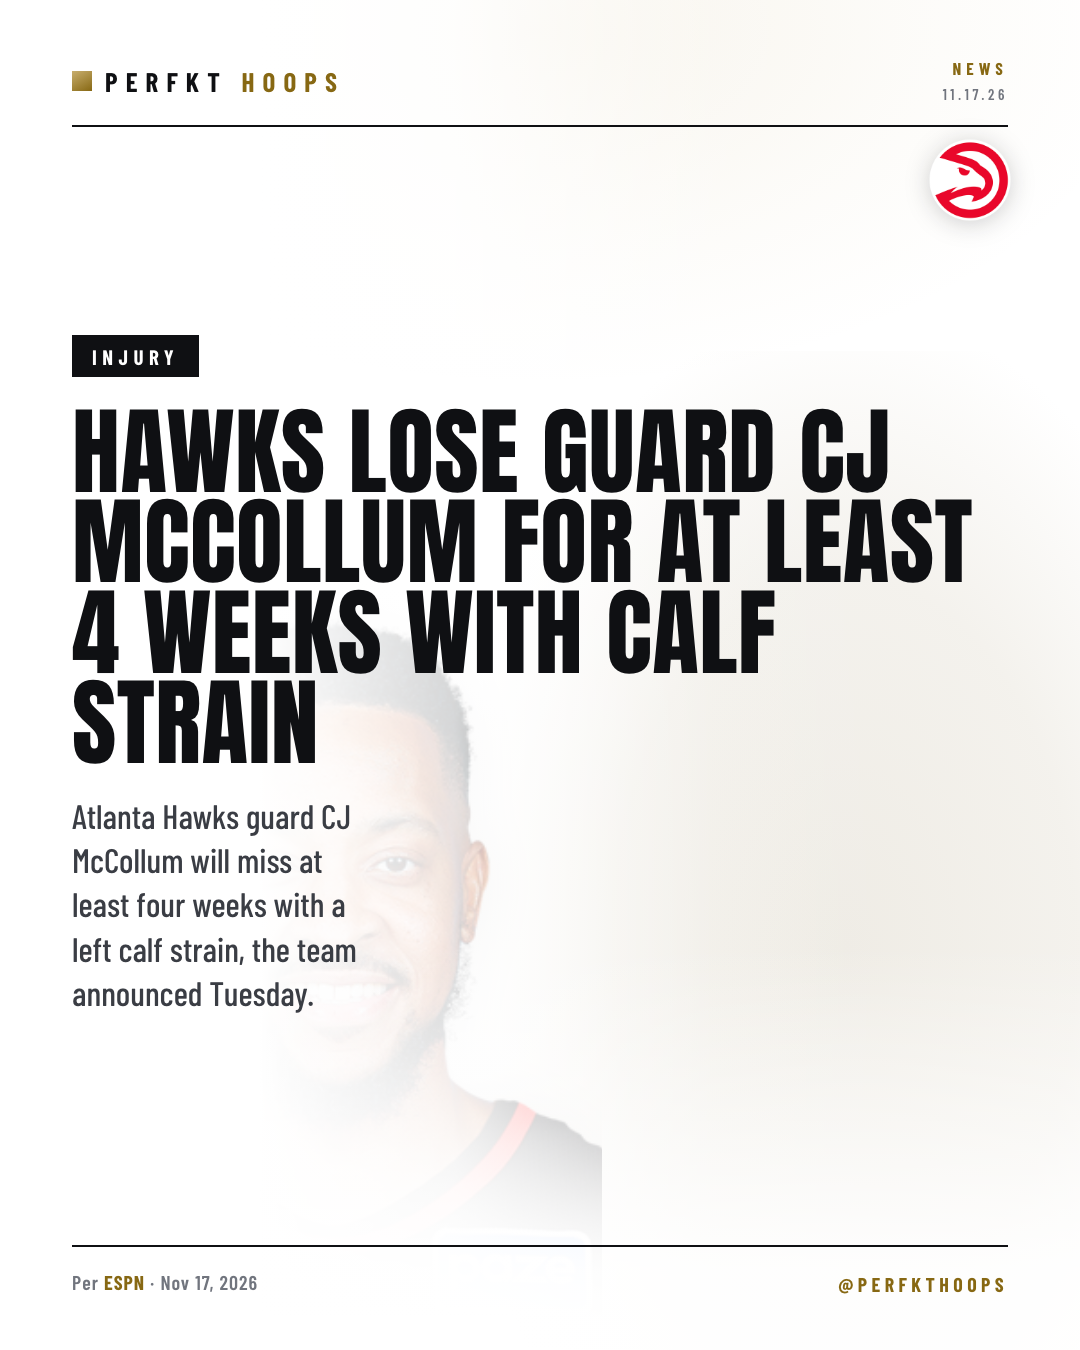 PERFKT HOOPS
NEWS
11.17.26
INJURY
HAWKS LOSE GUARD CJ
MCCOLLUM FOR AT LEAST
4 WEEKS WITH CALF
STRAIN
Atlanta Hawks guard CJ
McCollum will miss at
least four weeks with a
left calf strain, the team
announced Tuesday.
Per ESPN · Nov 17, 2026
@PERFKTHOOPS